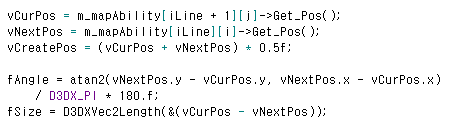 vCurPos = m_mapAbility[iLine + 1][j]->Get_Pos();
vNextPos = m_mapAbility[iLine][i]->Get_Pos();
vCreatePos = (vCurPos + vNextPos) * 0.5f;
fAngle = atan2(vNextPos.y - vCurPos.y, vNextPos.x - vCurPos.x)
/ D3DX_PI * 180.f;
fSize = D3DXVec2Length(&(vCurPos - vNextPos));